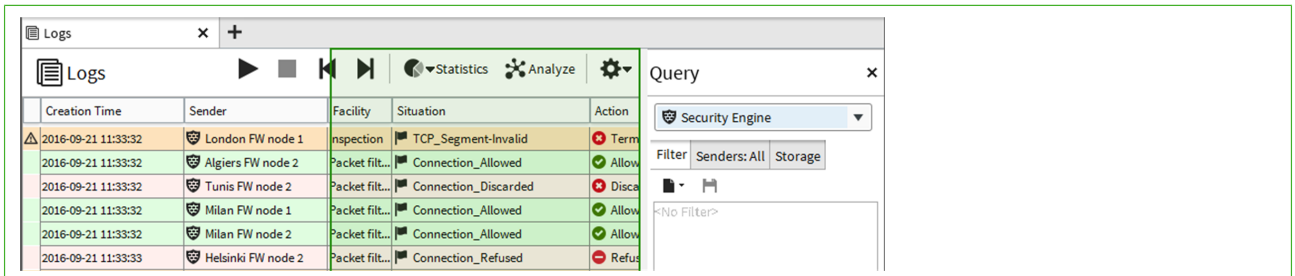 Logs
Logs
Statistics
Analyze
Query
Creation Time Sender Facility Situation Action
Security Engine
2016-09-21 11:33:32 London FW node 1 nspection TCP_Segment-Invalid Term
Filter Senders: All Storage
2016-09-21 11:33:32 Algiers FW node 2 Packet filt... Connection_Allowed Allow
2016-09-21 11:33:32 Tunis FW node 2 Packet filt... Connection_Discarded Disca
2016-09-21 11:33:32 Milan FW node 1 Packet filt... Connection_Allowed Allow
<No Filter>
2016-09-21 11:33:32 Milan FW node 2 Packet filt... Connection_Allowed Allow
2016-09-21 11:33:33 Helsinki FW node 2 Packet filt... Connection_Refused Refus